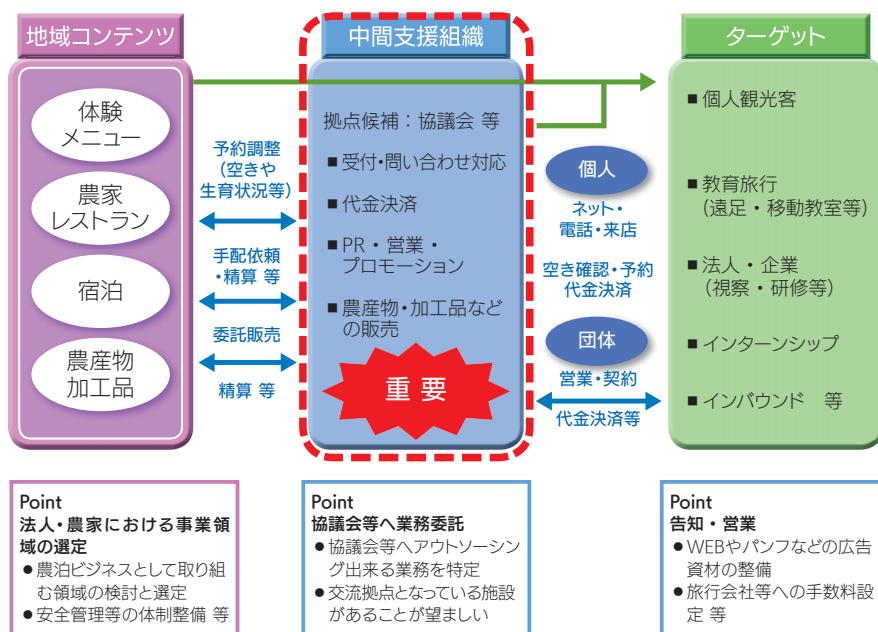 地域コンテンツ
体験
メニュー
農家
レストラン
宿泊
農産物
加工品
予約調整
(空きや
生育状況等)
手配依頼
・精算 等
委託販売
精算 等
中間支援組織
拠点候補：協議会 等
■受付・問い合わせ対応
■代金決済
■PR・営業・
プロモーション
■農産物・加工品など
の販売
重要
個人
ネット・
電話・来店
空き確認・予約
代金決済
団体
営業・契約
代金決済等
ターゲット
■個人観光客
■教育旅行
(遠足・移動教室等)
■法人・企業
(視察・研修等)
■インターンシップ
■インバウンド　等
Point
法人・農家における事業領
域の選定
●農泊ビジネスとして取り組
む領域の検討と選定
●安全管理等の体制整備 等
Point
協議会等へ業務委託
●協議会等へアウトソーシン
グ出来る業務を特定
●交流拠点となっている施設
があることが望ましい
Point
告知・営業
●WEBやパンフなどの広告
資材の整備
●旅行会社等への手数料設
定 等